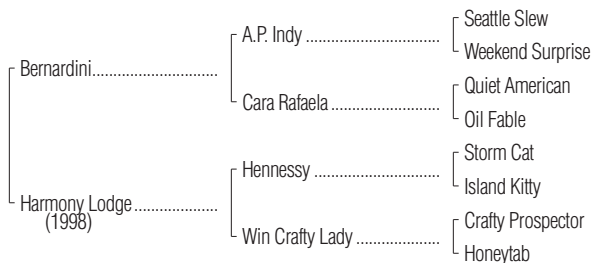 Seattle Slew
A.P. Indy ................................
Weekend Surprise
Bernardini..............................
Quiet American
Cara Rafaela ..........................
Oil Fable
Storm Cat
Hennessy ..............................
Island Kitty
Harmony Lodge ....................
(1998)
Crafty Prospector
Win Crafty Lady ....................
Honeytab